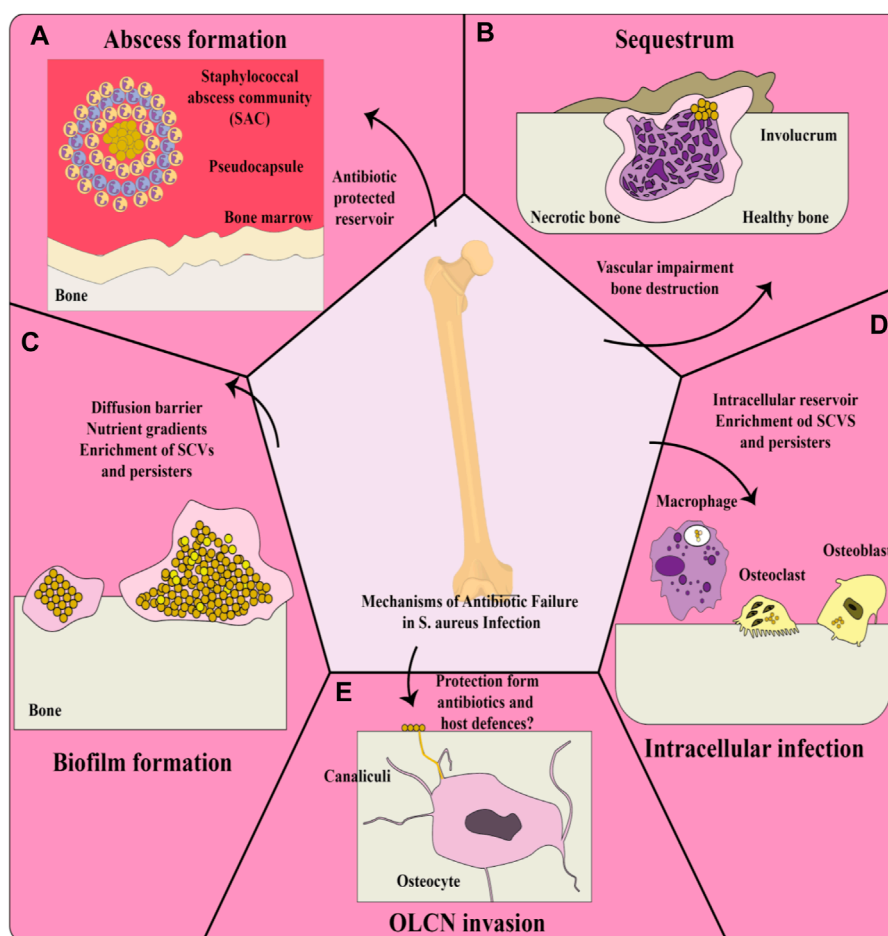 A
Abscess formation
Staphylococcal
abscess community
(SAC)
Pseudocapsule
Bone marrow
Bone
Antibiotic
protected
reservoir
B
Sequestrum
Involucrum
Necrotic bone
Healthy bone
Vascular impairment
bone destruction
C
Diffusion barrier
Nutrient gradients
Enrichment of SCVs
and persisters
Bone
Biofilm formation
D
Intracellular reservoir
Enrichment od SCVS
and persisters
Macrophage
Osteoclast
Osteoblast
Intracellular infection
Mechanisms of Antibiotic Failure
in S. aureus Infection
E
Protection form
antibiotics and
host defences?
Canaliculi
Osteocyte
OLCN invasion